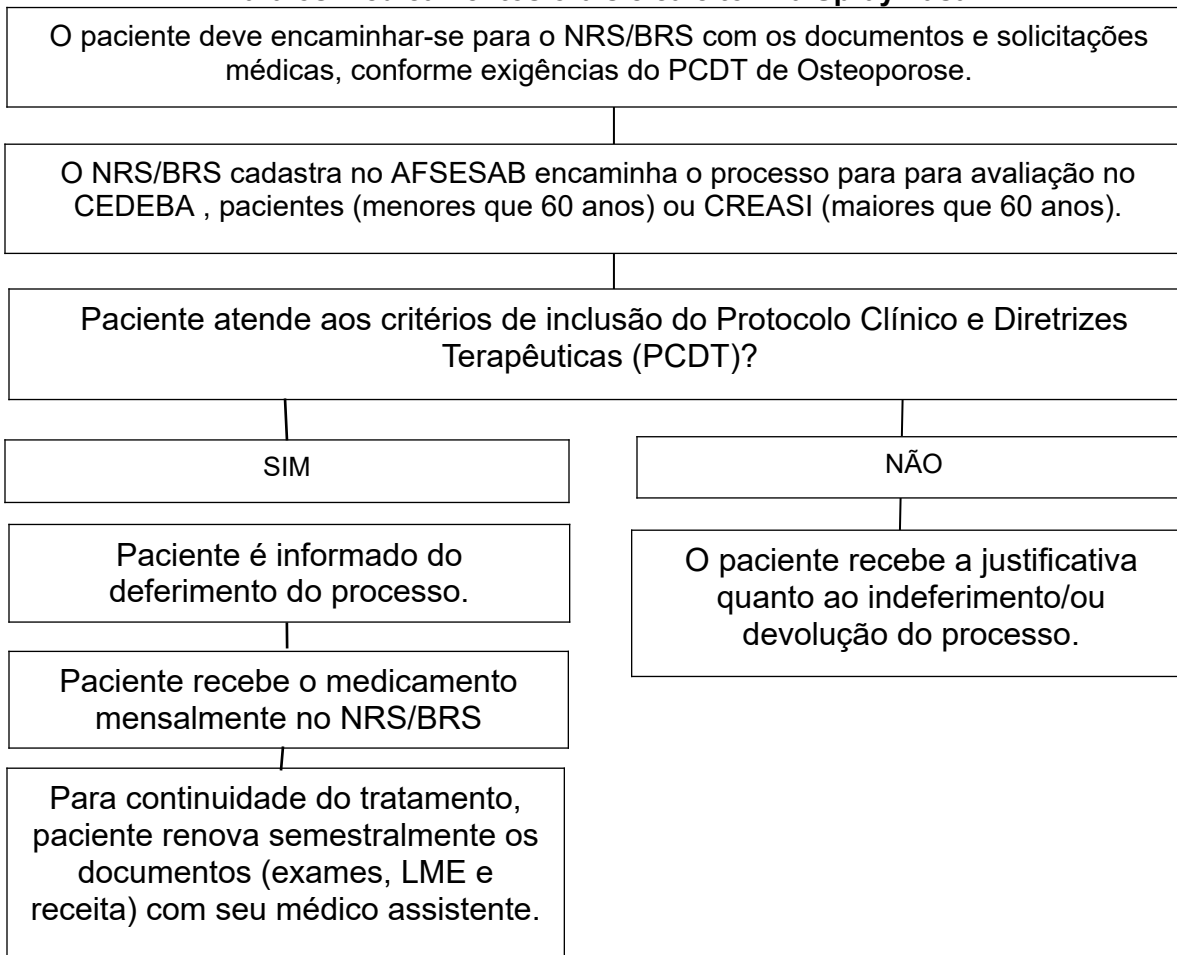 O paciente deve encaminhar-se para o NRS/BRS com os documentos e solicitações
médicas, conforme exigências do PCDT de Osteoporose.
O NRS/BRS cadastra no AFSESAB encaminha o processo para para avaliação no
CEDEBA , pacientes (menores que 60 anos) ou CREASI (maiores que 60 anos).
Paciente atende aos critérios de inclusão do Protocolo Clínico e Diretrizes
Terapêuticas (PCDT)?
SIM
NÃO
Paciente é informado do
deferimento do processo.
O paciente recebe a justificativa
quanto ao indeferimento/ou
devolução do processo.
Paciente recebe o medicamento
mensalmente no NRS/BRS
Para continuidade do tratamento,
paciente renova semestralmente os
documentos (exames, LME e
receita) com seu médico assistente.